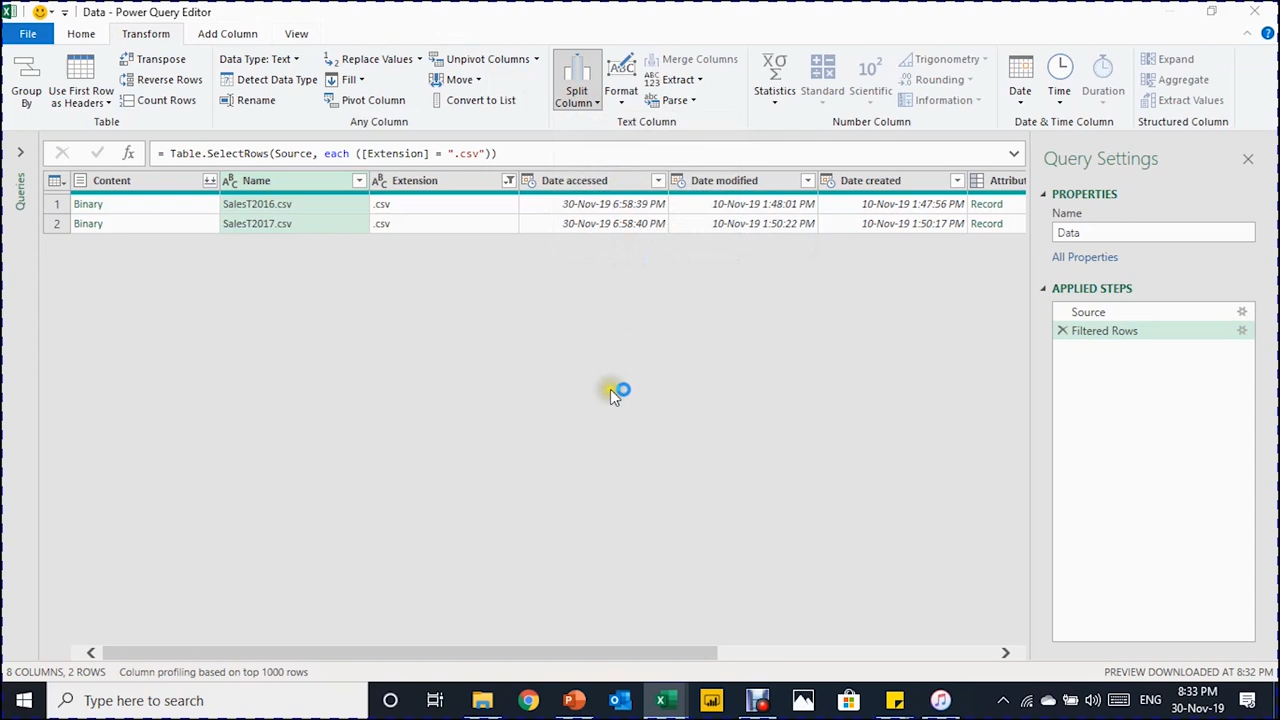 Data - Power Query Editor
File Home Transform Add Column View
Group By
Use First Row as Headers
Transpose
Reverse Rows
Count Rows
Table
Data Type: Text
Detect Data Type
Rename
Replace Values
Fill
Pivot Column
Unpivot Columns
Move
Convert to List
Any Column
Split Column
Format
Merge Columns
Extract
Parse
Text Column
Statistics
Standard
Scientific
Trigonometry
Rounding
Information
Number Column
Date
Time
Duration
Date & Time Column
Expand
Aggregate
Extract Values
Structured Column
= Table.SelectRows(Source, each ([Extension] = ".csv"))
Queries
Content Name Extension Date accessed Date modified Date created Attribut
1 Binary SalesT2016.csv .csv 30-Nov-19 6:58:39 PM 10-Nov-19 1:48:01 PM 10-Nov-19 1:47:56 PM Record
2 Binary SalesT2017.csv .csv 30-Nov-19 6:58:40 PM 10-Nov-19 1:50:22 PM 10-Nov-19 1:50:17 PM Record
Query Settings
PROPERTIES
Name
Data
All Properties
APPLIED STEPS
Source
Filtered Rows
8 COLUMNS, 2 ROWS Column profiling based on top 1000 rows
PREVIEW DOWNLOADED AT 8:32 PM
Type here to search
ENG
8:33 PM
30-Nov-19